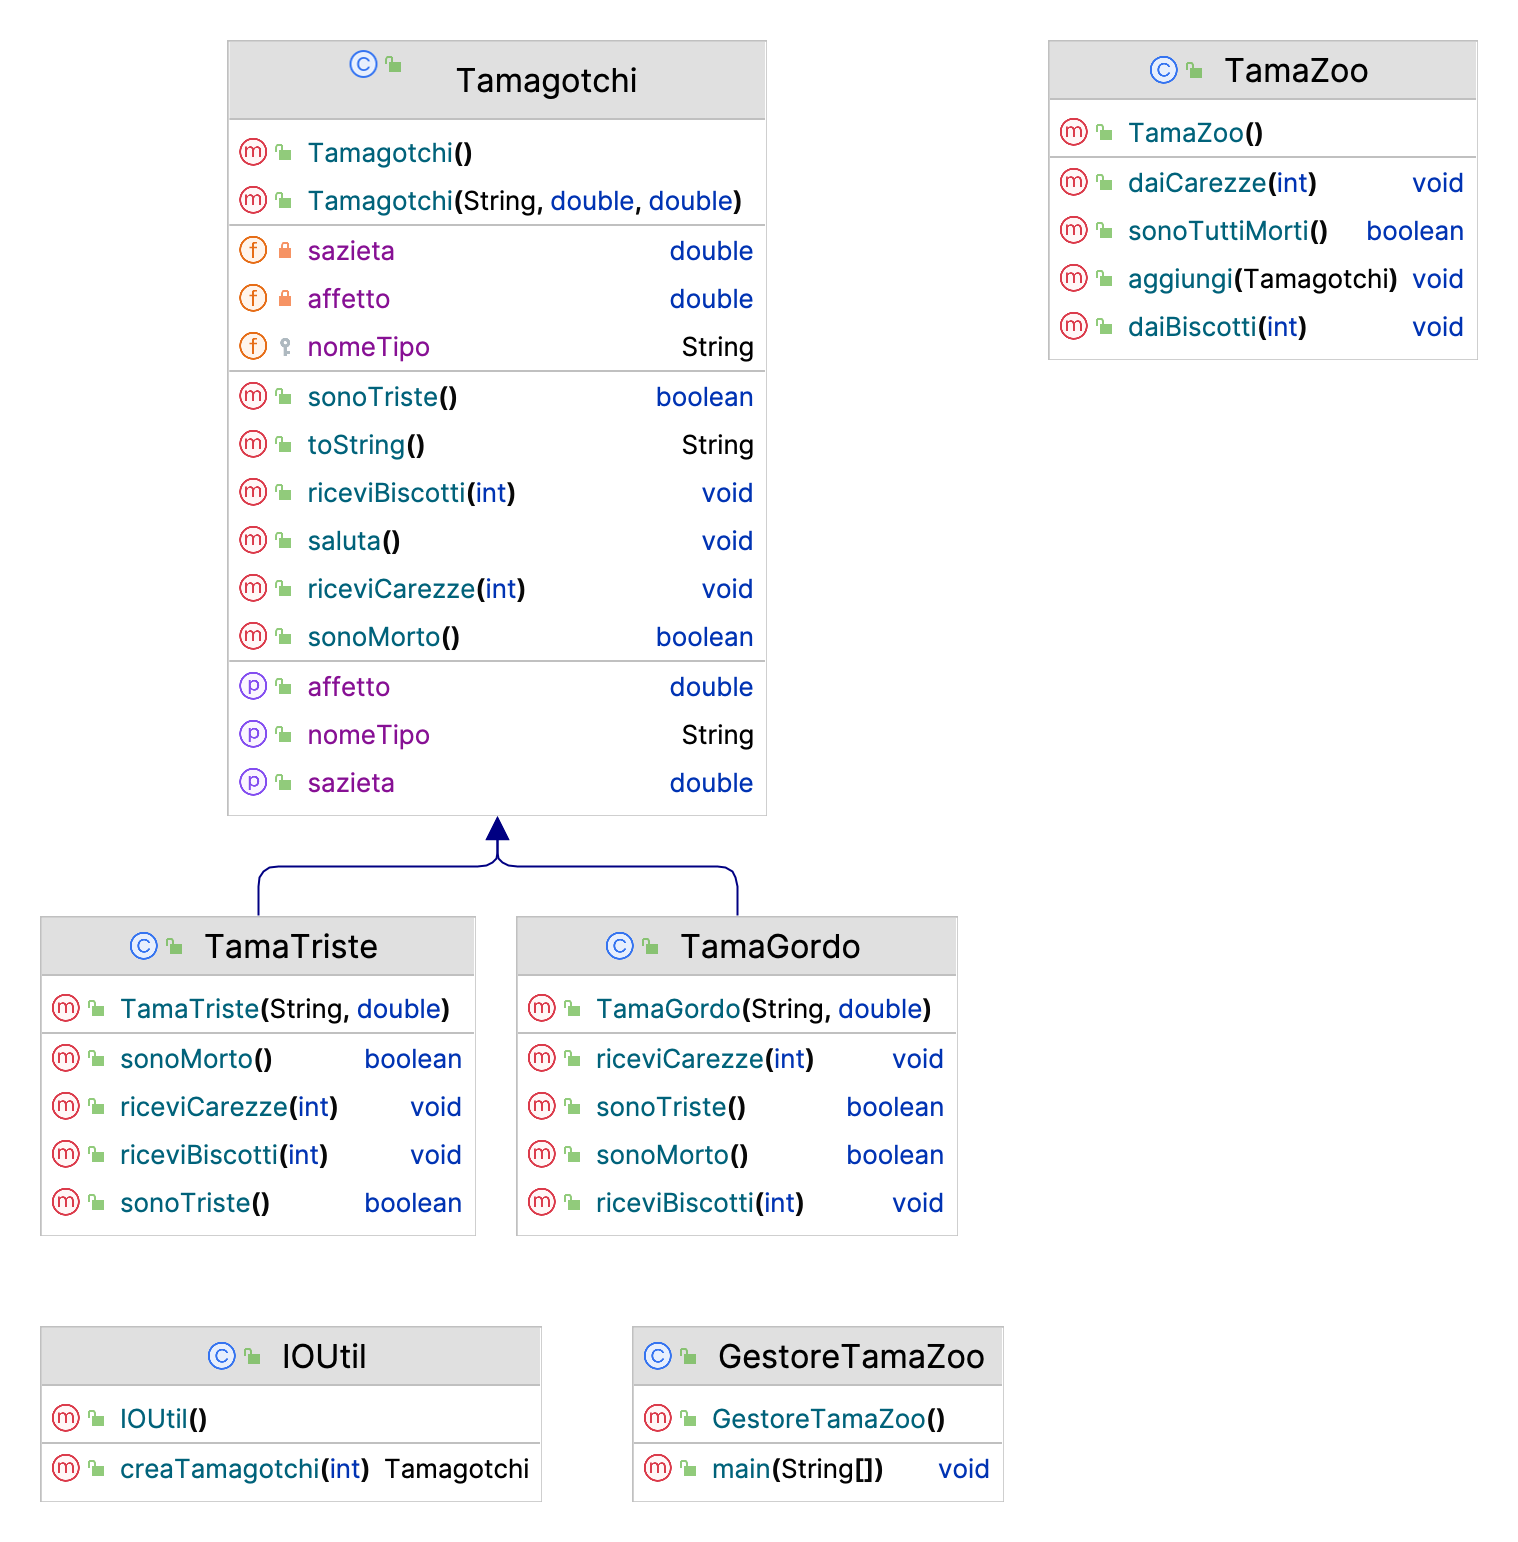 Tamagotchi
Tamagotchi()
Tamagotchi(String, double, double)
sazieta double
affetto double
nomeTipo String
sonoTriste() boolean
toString() String
riceviBiscotti(int) void
saluta() void
riceviCarezze(int) void
sonoMorto() boolean
affetto double
nomeTipo String
sazieta double
TamaZoo
TamaZoo()
daiCarezze(int) void
sonoTuttiMorti() boolean
aggiungi(Tamagotchi) void
daiBiscotti(int) void
TamaTriste
TamaTriste(String, double)
sonoMorto() boolean
riceviCarezze(int) void
riceviBiscotti(int) void
sonoTriste() boolean
TamaGordo
TamaGordo(String, double)
riceviCarezze(int) void
sonoTriste() boolean
sonoMorto() boolean
riceviBiscotti(int) void
IOUtil
IOUtil()
creaTamagotchi(int) Tamagotchi
GestoreTamaZoo
GestoreTamaZoo()
main(String[]) void